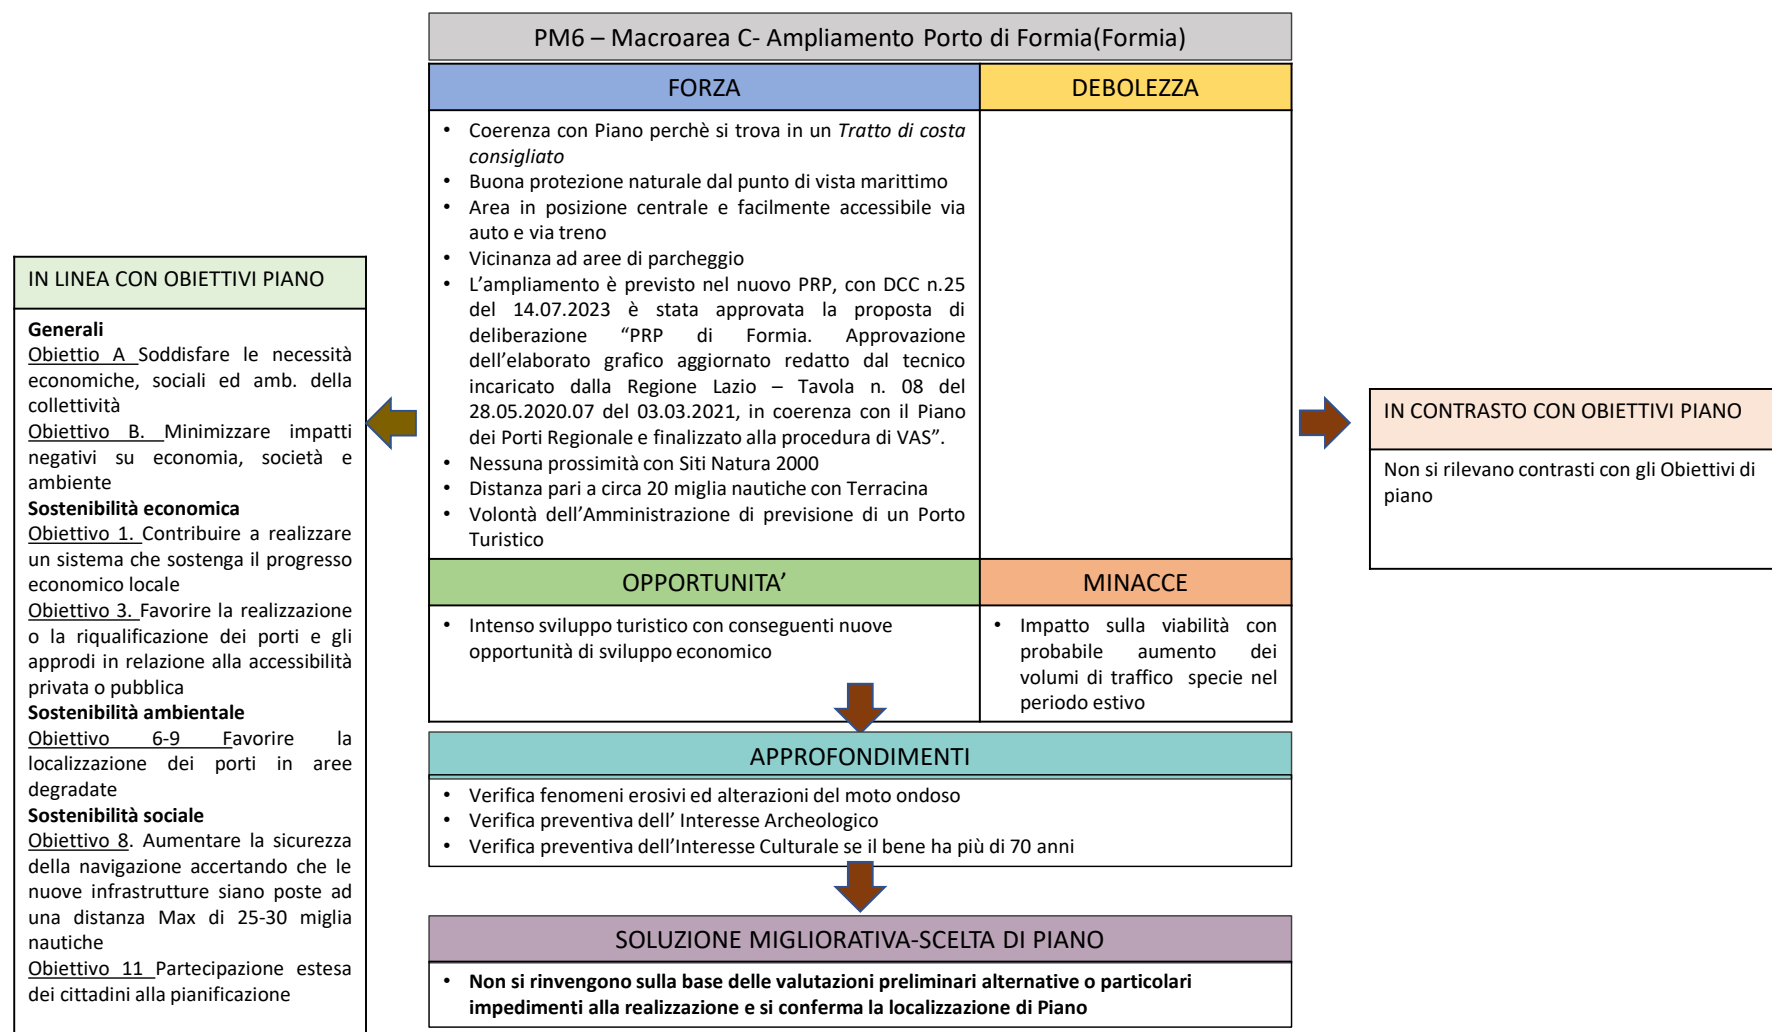 PM6 – Macroarea C- Ampliamento Porto di Formia(Formia)
FORZA
DEBOLEZZA
• Coerenza con Piano perchè si trova in un Tratto di costa
consigliato
• Buona protezione naturale dal punto di vista marittimo
• Area in posizione centrale e facilmente accessibile via
auto e via treno
• Vicinanza ad aree di parcheggio
• L’ampliamento è previsto nel nuovo PRP, con DCC n.25
del 14.07.2023 è stata approvata la proposta di
deliberazione “PRP di Formia. Approvazione
dell’elaborato grafico aggiornato redatto dal tecnico
incaricato dalla Regione Lazio – Tavola n. 08 del
28.05.2020.07 del 03.03.2021, in coerenza con il Piano
dei Porti Regionale e finalizzato alla procedura di VAS”.
• Nessuna prossimità con Siti Natura 2000
• Distanza pari a circa 20 miglia nautiche con Terracina
• Volontà dell’Amministrazione di previsione di un Porto
Turistico
OPPORTUNITA’
MINACCE
• Intenso sviluppo turistico con conseguenti nuove
opportunità di sviluppo economico
• Impatto sulla viabilità con
probabile aumento dei
volumi di traffico specie nel
periodo estivo
IN LINEA CON OBIETTIVI PIANO
Generali
Obiettio A Soddisfare le necessità
economiche, sociali ed amb. della
collettività
Obiettivo B. Minimizzare impatti
negativi su economia, società e
ambiente
Sostenibilità economica
Obiettivo 1. Contribuire a realizzare
un sistema che sostenga il progresso
economico locale
Obiettivo 3. Favorire la realizzazione
o la riqualificazione dei porti e gli
approdi in relazione alla accessibilità
privata o pubblica
Sostenibilità ambientale
Obiettivo 6-9 Favorire la
localizzazione dei porti in aree
degradate
Sostenibilità sociale
Obiettivo 8. Aumentare la sicurezza
della navigazione accertando che le
nuove infrastrutture siano poste ad
una distanza Max di 25-30 miglia
nautiche
Obiettivo 11 Partecipazione estesa
dei cittadini alla pianificazione
IN CONTRASTO CON OBIETTIVI PIANO
Non si rilevano contrasti con gli Obiettivi di
piano
APPROFONDIMENTI
• Verifica fenomeni erosivi ed alterazioni del moto ondoso
• Verifica preventiva dell’ Interesse Archeologico
• Verifica preventiva dell’Interesse Culturale se il bene ha più di 70 anni
SOLUZIONE MIGLIORATIVA-SCELTA DI PIANO
• Non si rinvengono sulla base delle valutazioni preliminari alternative o particolari
impedimenti alla realizzazione e si conferma la localizzazione di Piano